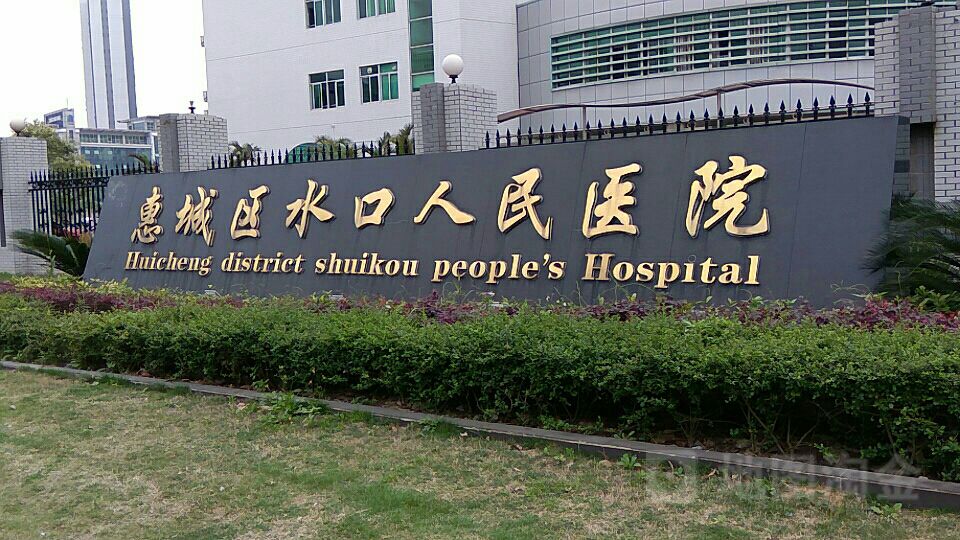 惠城区水口人民医院
Huicheng district shuikou people's Hospital